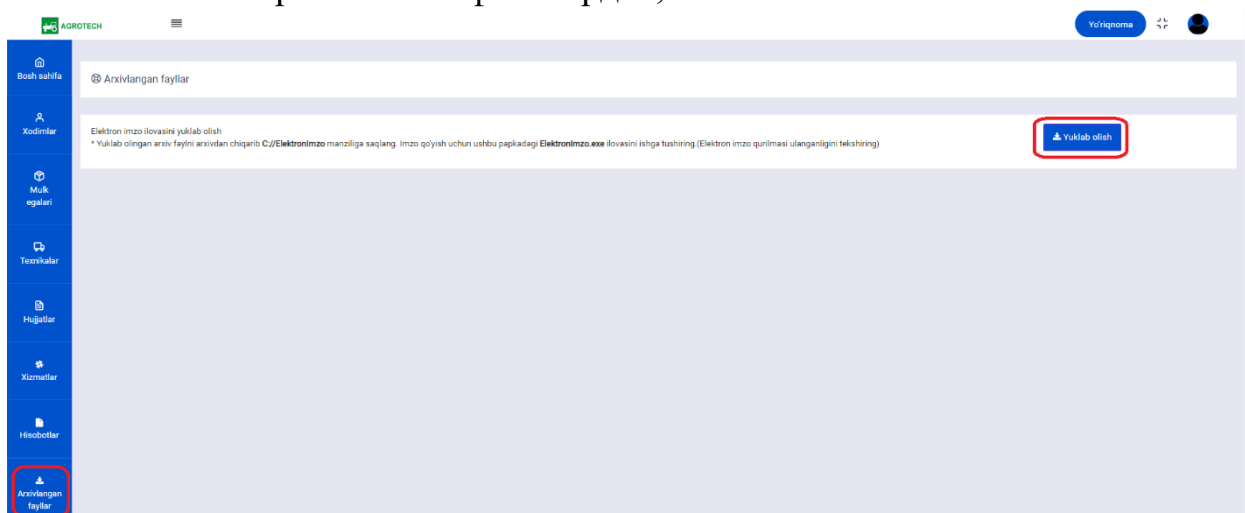 AGROTECH
Yo'riqnoma
Bosh sahifa
Arxivlangan fayllar
Xodimlar
Elektron imzo ilovasini yuklab olish
* Yuklab olingan arxiv faylni arxivdan chiqarib C://ElektronImzo manziliga saqlang. Imzo qo'yish uchun ushbu papkadagi ElektronImzo.exe ilovasini ishga tushiring.(Elektron imzo qurilmasi ulanganligini tekshiring)
Yuklab olish
Mulk
egalari
Texnikalar
Hujjatlar
Xizmatlar
Hisobotlar
Arxivlangan
fayllar